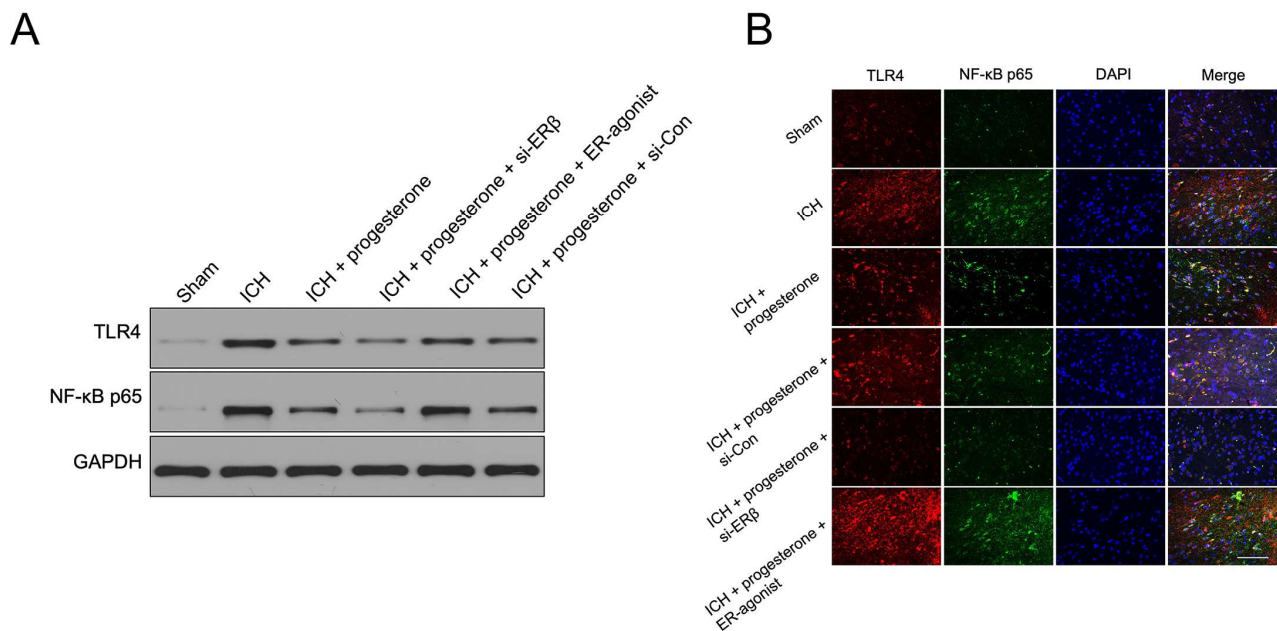 A
Sham
ICH
ICH + progesterone
ICH + progesterone + si-ERβ
ICH + progesterone + ER-agonist
ICH + progesterone + si-Con
TLR4
NF-κB p65
GAPDH
B
TLR4 NF-κB p65 DAPI Merge
Sham
ICH
ICH +
progesterone
ICH + progesterone +
si-Con
ICH + progesterone +
si-ERβ
ICH + progesterone +
ER-agonist